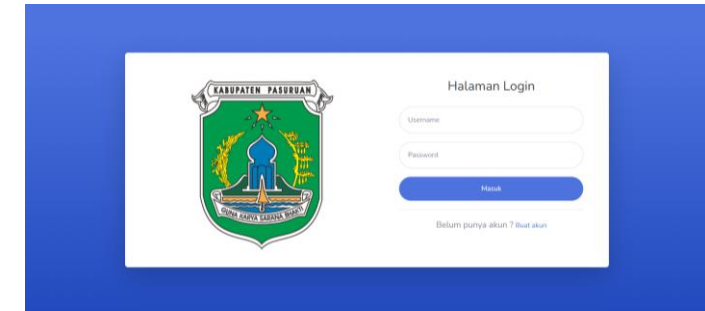 KABUPATEN PASURUAN
GUNA KARYA SARANA BHAKTI
Halaman Login
Username
Password
Masuk
Belum punya akun ? Buat akun